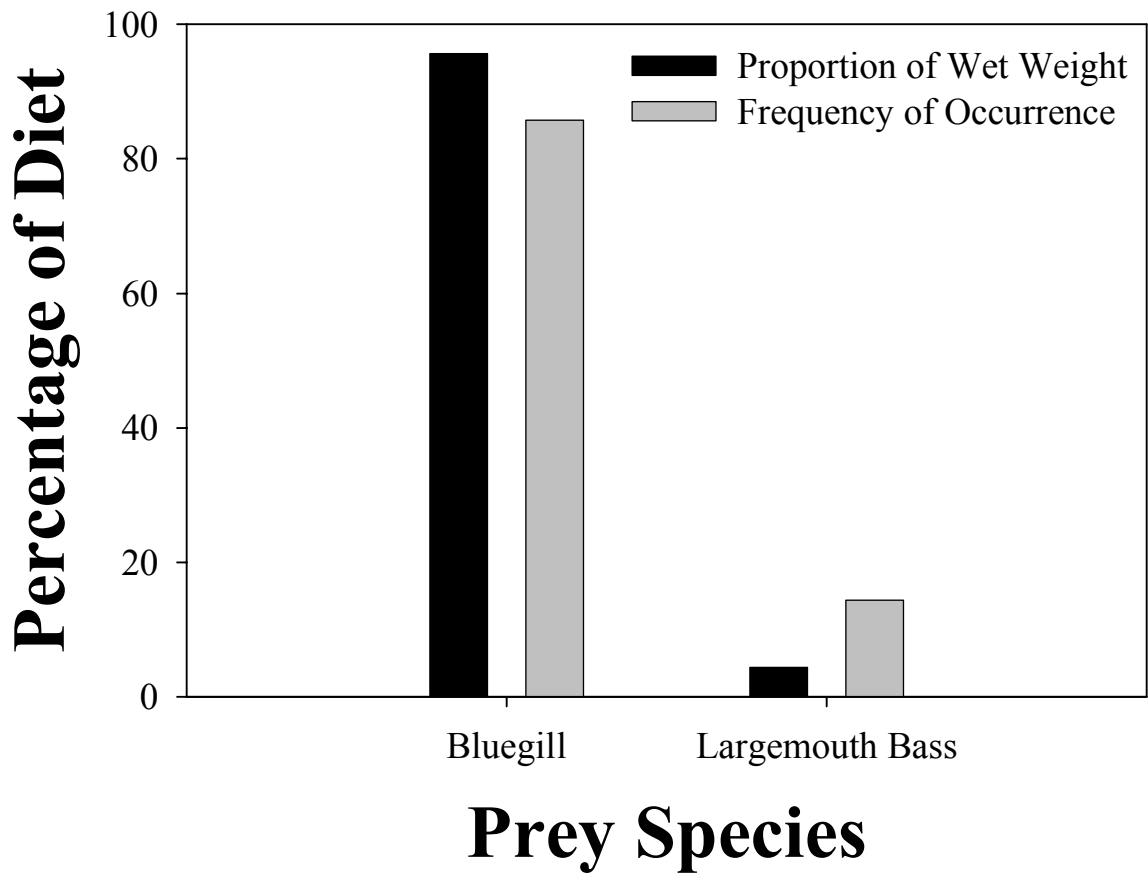 Percentage of Diet
100
80
60
40
20
0
Proportion of Wet Weight
Frequency of Occurrence
Bluegill
Largemouth Bass
Prey Species